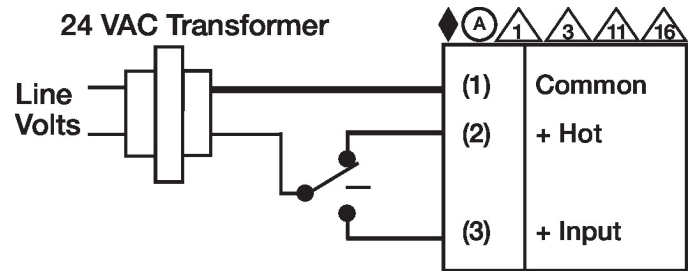 24 VAC Transformer
A 1 3 11 16
Line
Volts
(1) Common
(2) + Hot
(3) + Input